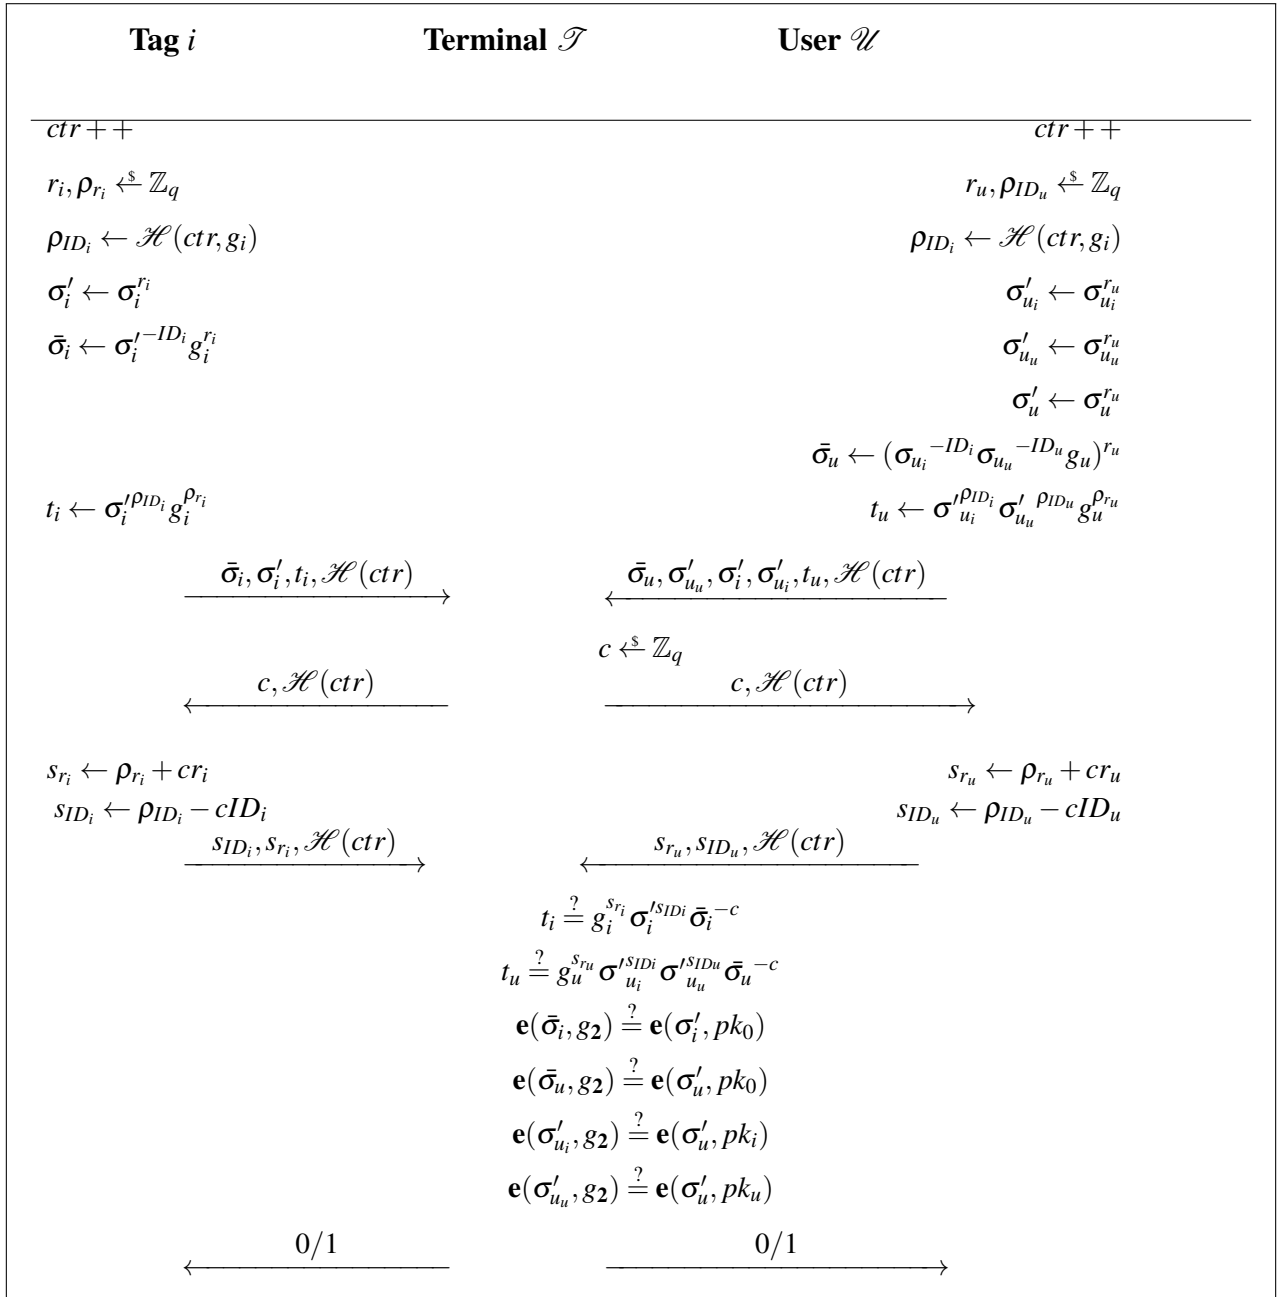 Tag i Terminal 𝒯 User 𝒰
ctr++ ctr++
r_i, ρ_{r_i} ←$ ℤ_q r_u, ρ_{ID_u} ←$ ℤ_q
ρ_{ID_i} ← ℋ(ctr, g_i) ρ_{ID_i} ← ℋ(ctr, g_i)
σ'_i ← σ_i^{r_i} σ'_{u_i} ← σ_{u_i}^{r_u}
σ̄_i ← σ'_i^{-ID_i} g_i^{r_i} σ'_{u_u} ← σ_{u_u}^{r_u}
σ'_u ← σ_u^{r_u}
σ̄_u ← (σ_{u_i}^{-ID_i} σ_{u_u}^{-ID_u} g_u)^{r_u}
t_i ← σ'_i^{ρ_{ID_i}} g_i^{ρ_{r_i}} t_u ← σ'_{u_i}^{ρ_{ID_i}} σ'_{u_u}^{ρ_{ID_u}} g_u^{ρ_{r_u}}
σ̄_i, σ'_i, t_i, ℋ(ctr) σ̄_u, σ'_{u_u}, σ'_i, σ'_{u_i}, t_u, ℋ(ctr)
c ←$ ℤ_q
c, ℋ(ctr) c, ℋ(ctr)
s_{r_i} ← ρ_{r_i} + cr_i s_{r_u} ← ρ_{r_u} + cr_u
s_{ID_i} ← ρ_{ID_i} − cID_i s_{ID_u} ← ρ_{ID_u} − cID_u
s_{ID_i}, s_{r_i}, ℋ(ctr) s_{r_u}, s_{ID_u}, ℋ(ctr)
t_i ?= g_i^{s_{r_i}} σ'_i^{s_{IDi}} σ̄_i^{-c}
t_u ?= g_u^{s_{r_u}} σ'_{u_i}^{s_{IDi}} σ'_{u_u}^{s_{IDu}} σ̄_u^{-c}
e(σ̄_i, g_2) ?= e(σ'_i, pk_0)
e(σ̄_u, g_2) ?= e(σ'_u, pk_0)
e(σ'_{u_i}, g_2) ?= e(σ'_u, pk_i)
e(σ'_{u_u}, g_2) ?= e(σ'_u, pk_u)
0/1 0/1